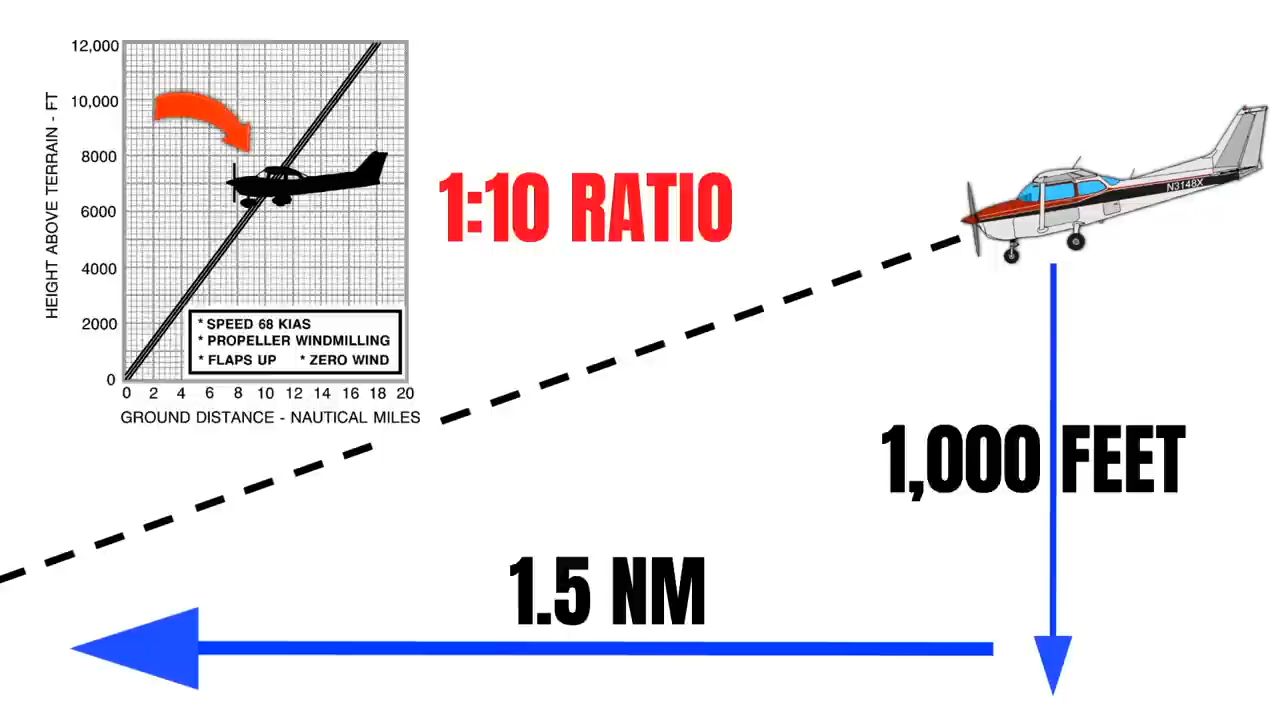 12,000
10,000
8000
6000
4000
2000
0
HEIGHT ABOVE TERRAIN - FT
* SPEED 68 KIAS
* PROPELLER WINDMILLING
* FLAPS UP * ZERO WIND
0 2 4 6 8 10 12 14 16 18 20
GROUND DISTANCE - NAUTICAL MILES
1:10 RATIO
N3148X
1,000 FEET
1.5 NM